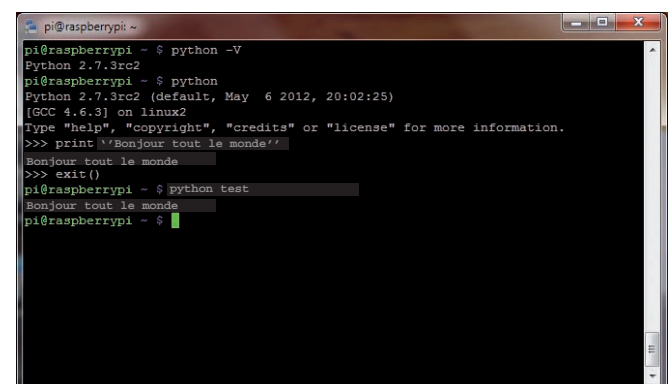 pi@raspberrypi: ~
pi@raspberrypi ~ $ python -V
Python 2.7.3rc2
pi@raspberrypi ~ $ python
Python 2.7.3rc2 (default, May  6 2012, 20:02:25)
[GCC 4.6.3] on linux2
Type "help", "copyright", "credits" or "license" for more information.
>>> print ''Bonjour tout le monde''
Bonjour tout le monde
>>> exit()
pi@raspberrypi ~ $ python test
Bonjour tout le monde
pi@raspberrypi ~ $